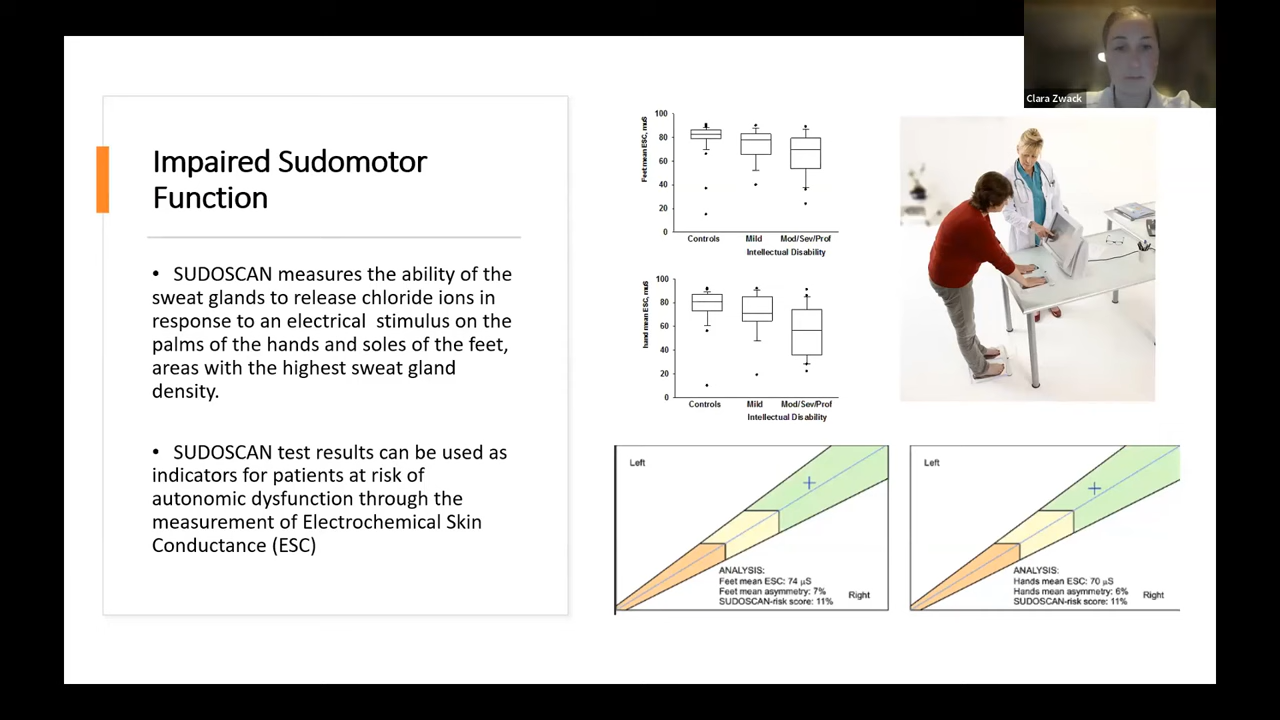 Clara Zwack
Impaired Sudomotor
Function
• SUDOSCAN measures the ability of the
sweat glands to release chloride ions in
response to an electrical stimulus on the
palms of the hands and soles of the feet,
areas with the highest sweat gland
density.
• SUDOSCAN test results can be used as
indicators for patients at risk of
autonomic dysfunction through the
measurement of Electrochemical Skin
Conductance (ESC)
Feet mean ESC, muS
100
80
60
40
20
0
Controls Mild Mod/Sev/Prof
Intellectual Disability
hand mean ESC, muS
100
80
60
40
20
0
Controls Mild Mod/Sev/Prof
Intellectual Disability
Left
ANALYSIS:
Feet mean ESC: 74 µS
Feet mean asymmetry: 7%
SUDOSCAN-risk score: 11%
Right
Left
ANALYSIS:
Hands mean ESC: 70 µS
Hands mean asymmetry: 6%
SUDOSCAN-risk score: 11%
Right